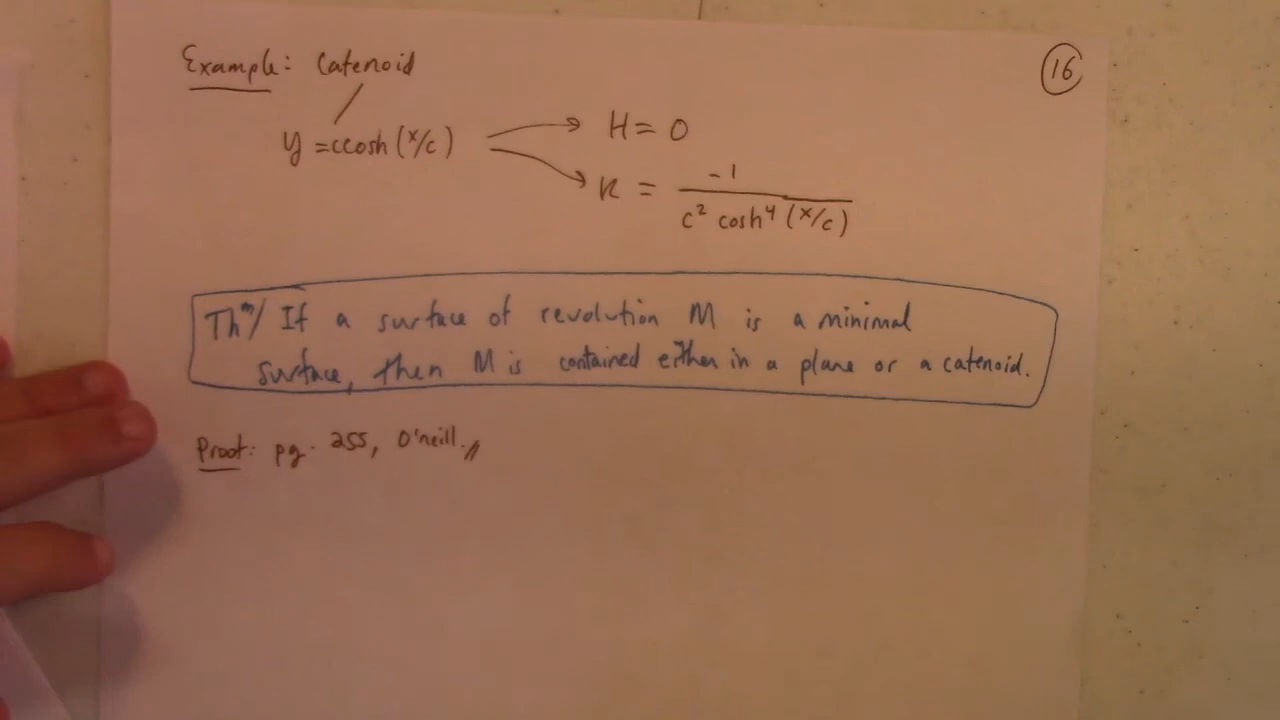 Example: Catenoid
16
y = c cosh (x/c)
H = 0
K = -1 / c² cosh⁴ (x/c)
Thᵐ/ If a surface of revolution M is a minimal
surface, then M is contained either in a plane or a catenoid.
Proof: pg. 255, O'neill.